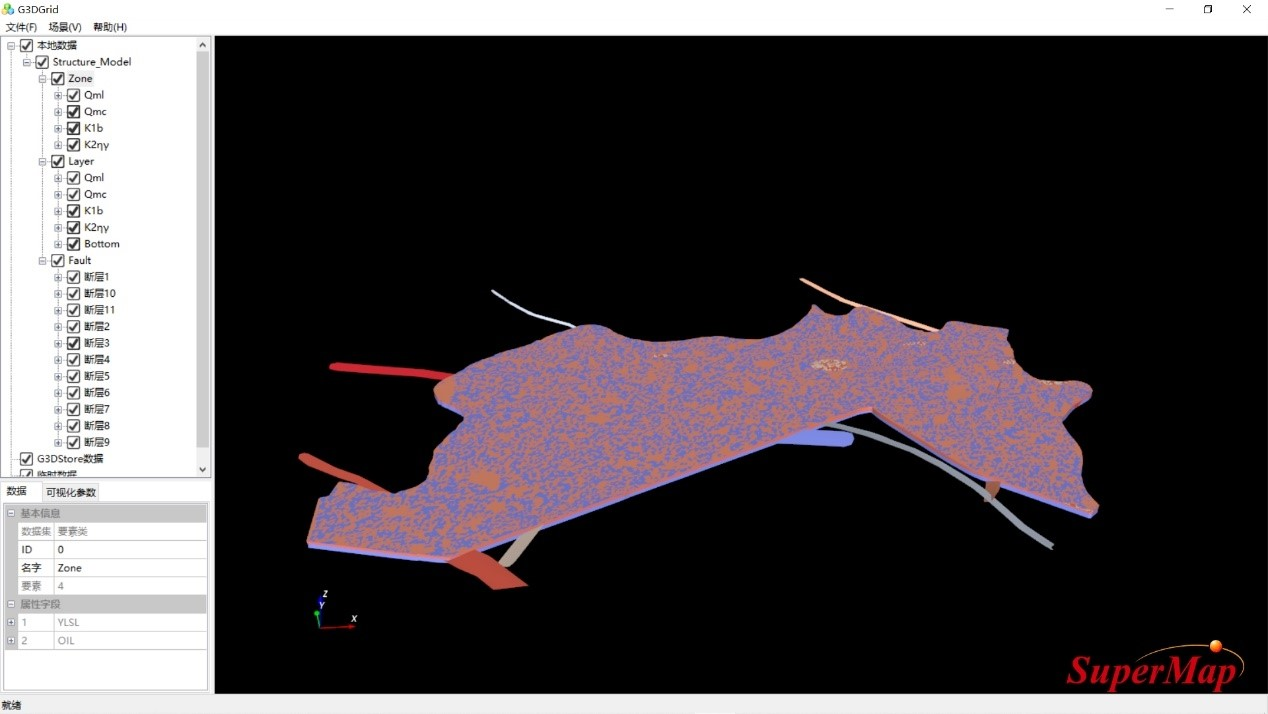 G3DGrid
文件(F) 场景(V) 帮助(H)
本地数据
Structure_Model
Zone
Qml
Qmc
K1b
K2ηγ
Layer
Qml
Qmc
K1b
K2ηγ
Bottom
Fault
断层1
断层10
断层11
断层2
断层3
断层4
断层5
断层6
断层7
断层8
断层9
G3DStore数据
临时数据
数据 可视化参数
基本信息
数据集 要素类
ID 0
名字 Zone
要素 4
属性字段
1 YLSL
2 OIL
Z
Y
X
SuperMap
就绪